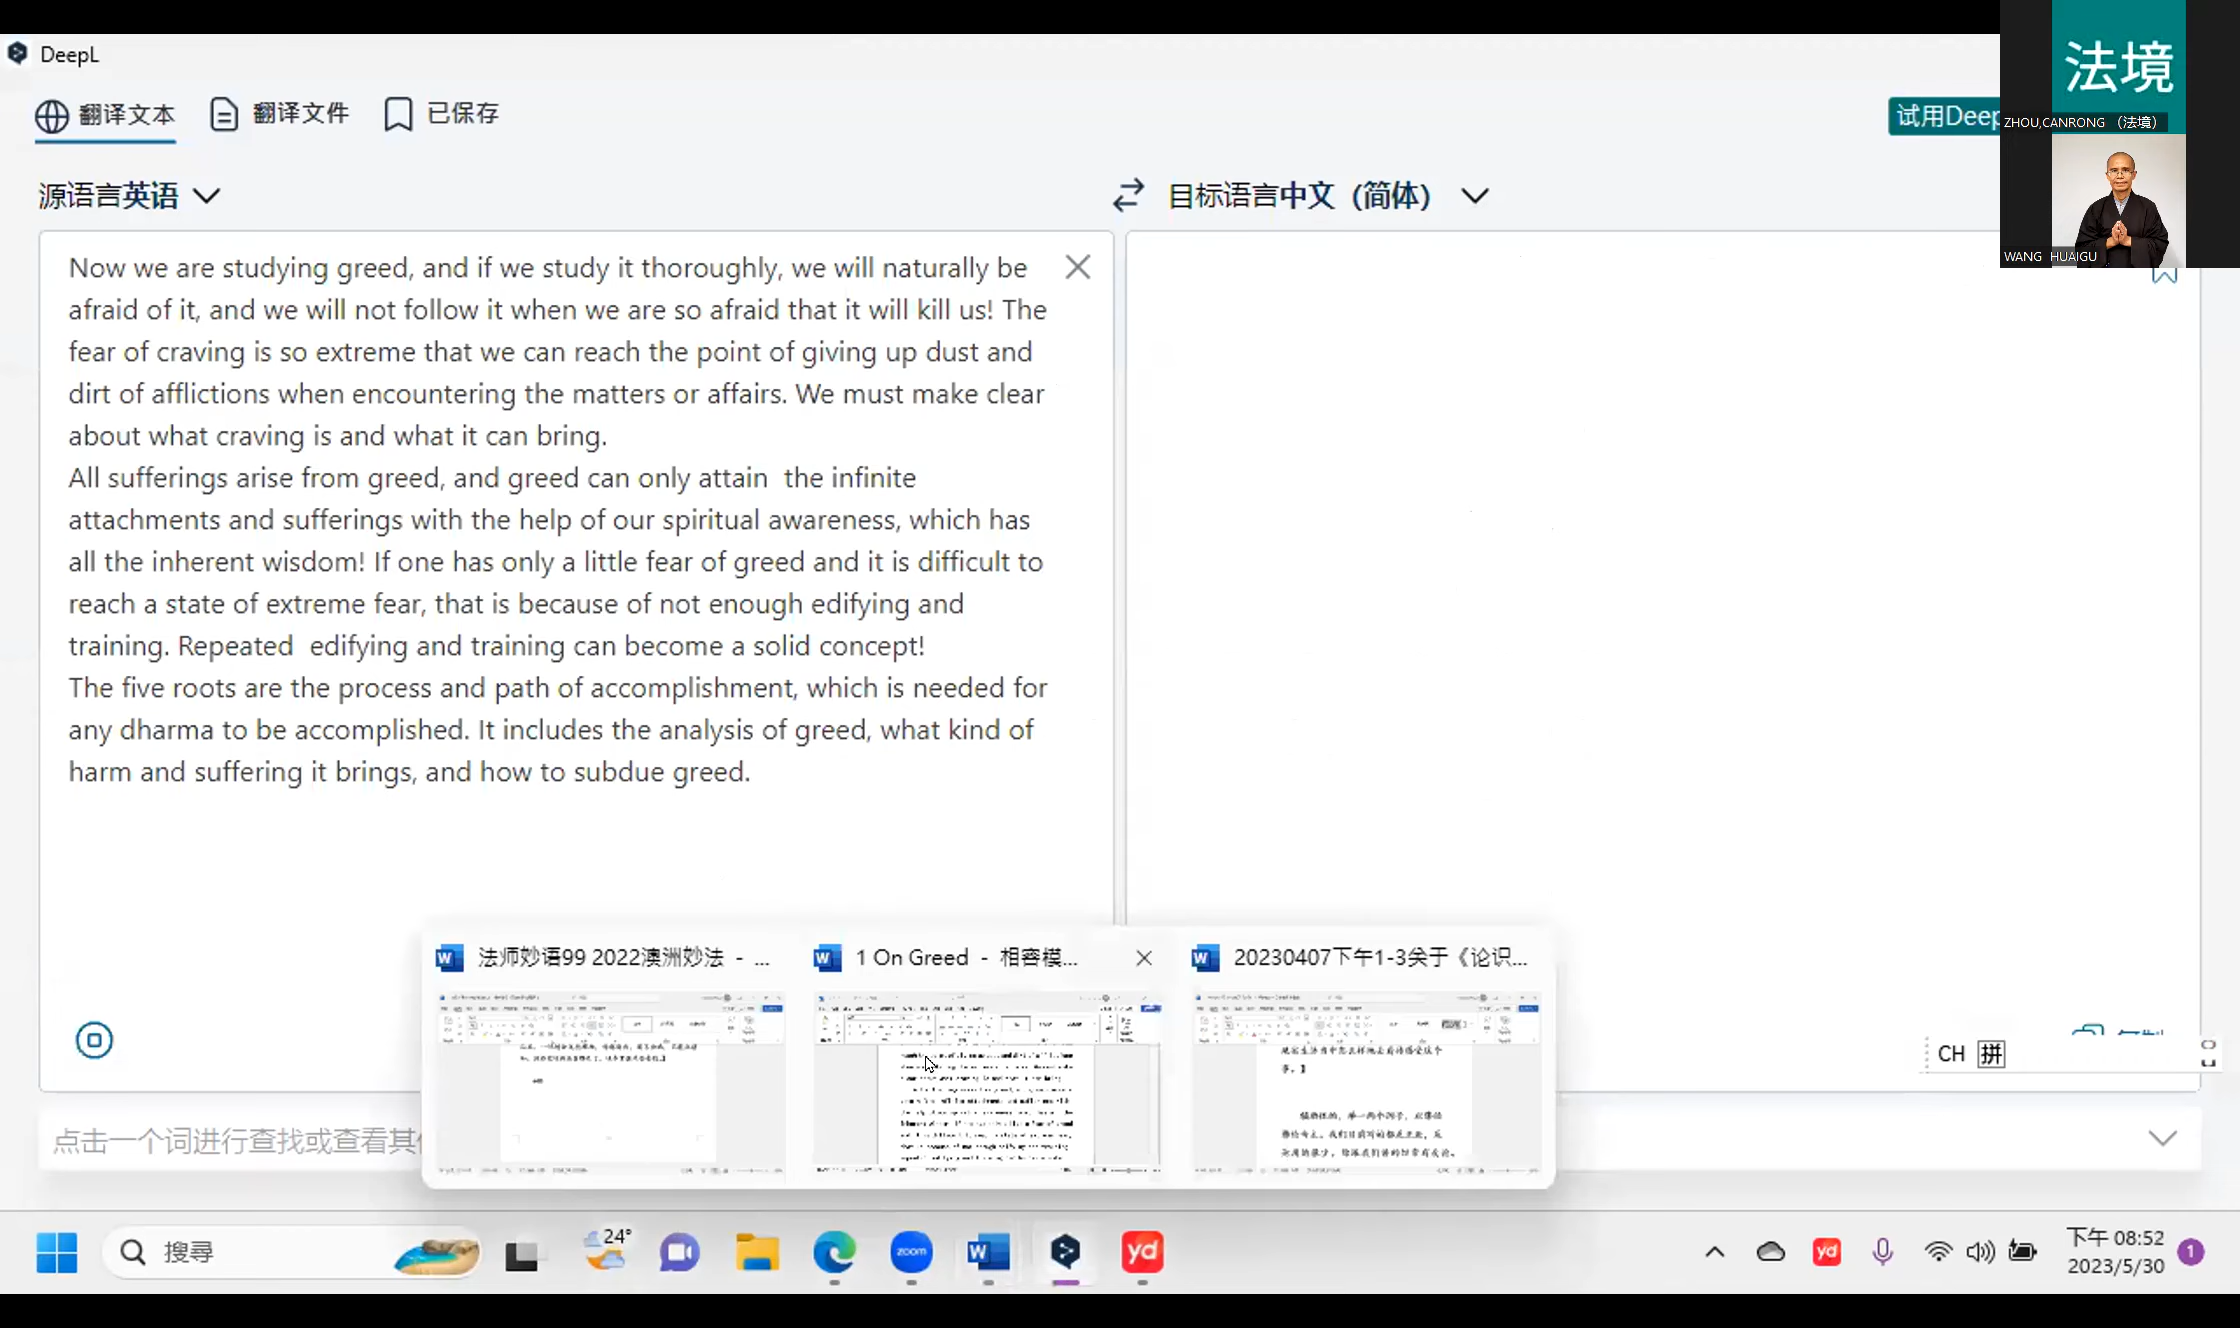 DeepL
翻译文本
翻译文件
已保存
试用Deep
法境
ZHOU,CANRONG （法境）
WANG HUAIGU
源语言英语
目标语言中文 (简体)
Now we are studying greed, and if we study it thoroughly, we will naturally be
afraid of it, and we will not follow it when we are so afraid that it will kill us! The
fear of craving is so extreme that we can reach the point of giving up dust and
dirt of afflictions when encountering the matters or affairs. We must make clear
about what craving is and what it can bring.
All sufferings arise from greed, and greed can only attain  the infinite
attachments and sufferings with the help of our spiritual awareness, which has
all the inherent wisdom! If one has only a little fear of greed and it is difficult to
reach a state of extreme fear, that is because of not enough edifying and
training. Repeated  edifying and training can become a solid concept!
The five roots are the process and path of accomplishment, which is needed for
any dharma to be accomplished. It includes the analysis of greed, what kind of
harm and suffering it brings, and how to subdue greed.
法师妙语99 2022澳洲妙法 - ...
1 On Greed - 相容模...
20230407下午1-3关于《论识...
CH 拼
点击一个词进行查找或查看其
搜尋
24°
zoom
W
yd
yd
下午 08:52
2023/5/30
1